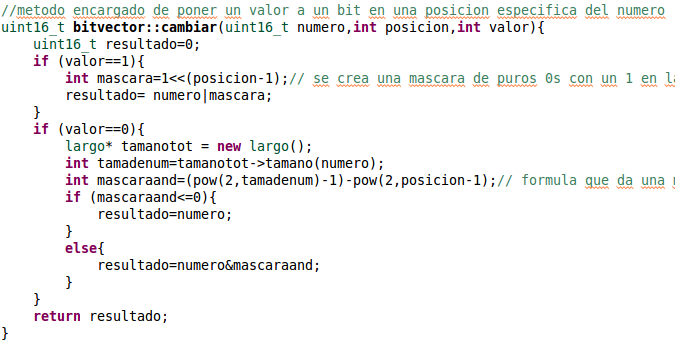 //metodo encargado de poner un valor a un bit en una posicion especifica del numero
uint16_t bitvector::cambiar(uint16_t numero,int posicion,int valor){
    uint16_t resultado=0;
    if (valor==1){
        int mascara=1<<(posicion-1);// se crea una mascara de puros 0s con un 1 en la
        resultado= numero|mascara;
    }
    if (valor==0){
        largo* tamanotot = new largo();
        int tamadenum=tamanotot->tamano(numero);
        int mascaraand=(pow(2,tamadenum)-1)-pow(2,posicion-1);// formula que da una
        if (mascaraand<=0){
            resultado=numero;
        }
        else{
            resultado=numero&mascaraand;
        }
    }
    return resultado;
}